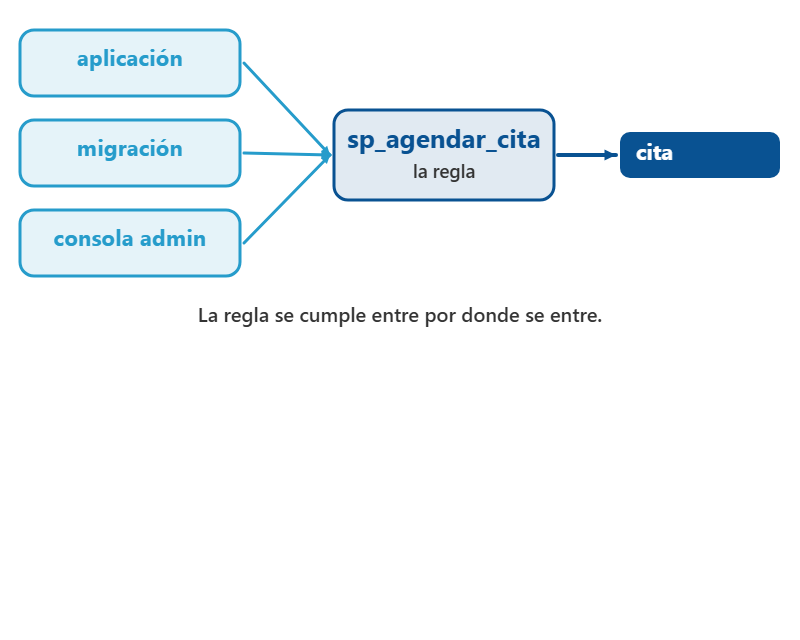 aplicación
migración
consola admin
sp_agendar_cita
la regla
cita
La regla se cumple entre por donde se entre.